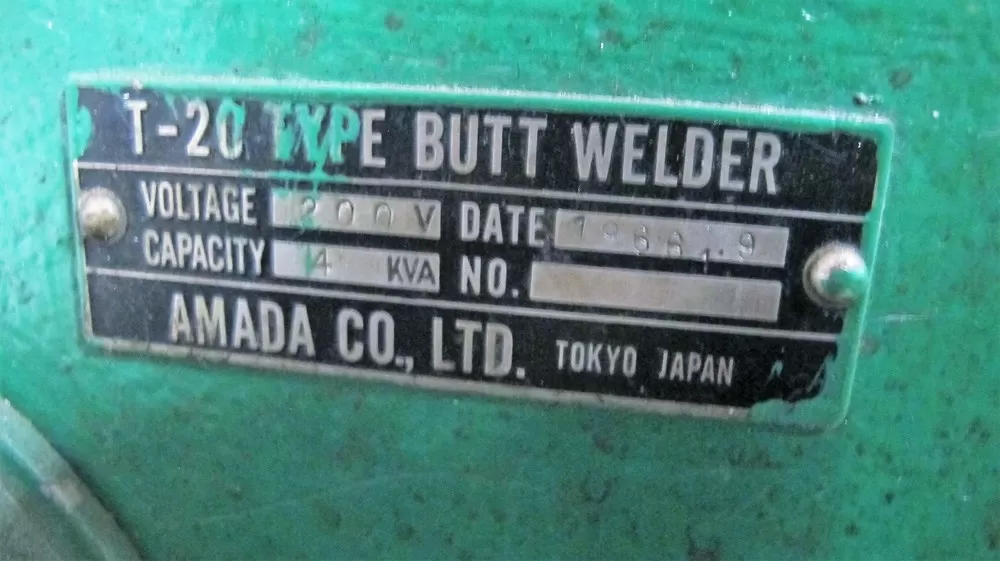 T-20 TYPE BUTT WELDER
VOLTAGE 200V DATE 1966.9
CAPACITY 4 KVA NO.
AMADA CO., LTD. TOKYO JAPAN